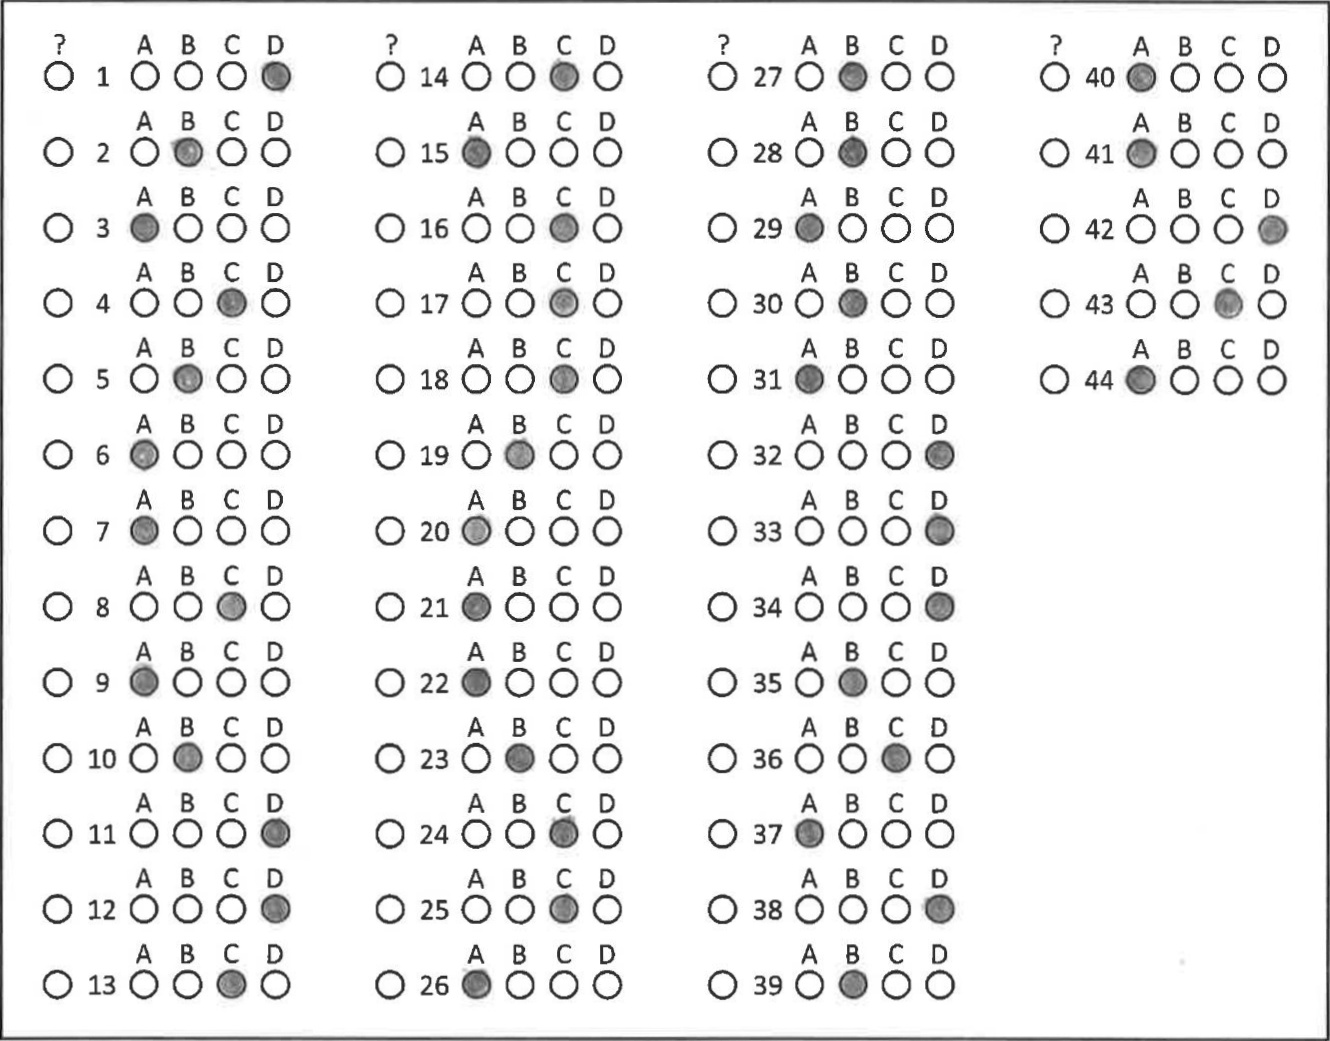 ? A B C D
1
A B C D
2
A B C D
3
A B C D
4
A B C D
5
A B C D
6
A B C D
7
A B C D
8
A B C D
9
A B C D
10
A B C D
11
A B C D
12
A B C D
13
? A B C D
14
A B C D
15
A B C D
16
A B C D
17
A B C D
18
A B C D
19
A B C D
20
A B C D
21
A B C D
22
A B C D
23
A B C D
24
A B C D
25
A B C D
26
? A B C D
27
A B C D
28
A B C D
29
A B C D
30
A B C D
31
A B C D
32
A B C D
33
A B C D
34
A B C D
35
A B C D
36
A B C D
37
A B C D
38
A B C D
39
? A B C D
40
A B C D
41
A B C D
42
A B C D
43
A B C D
44